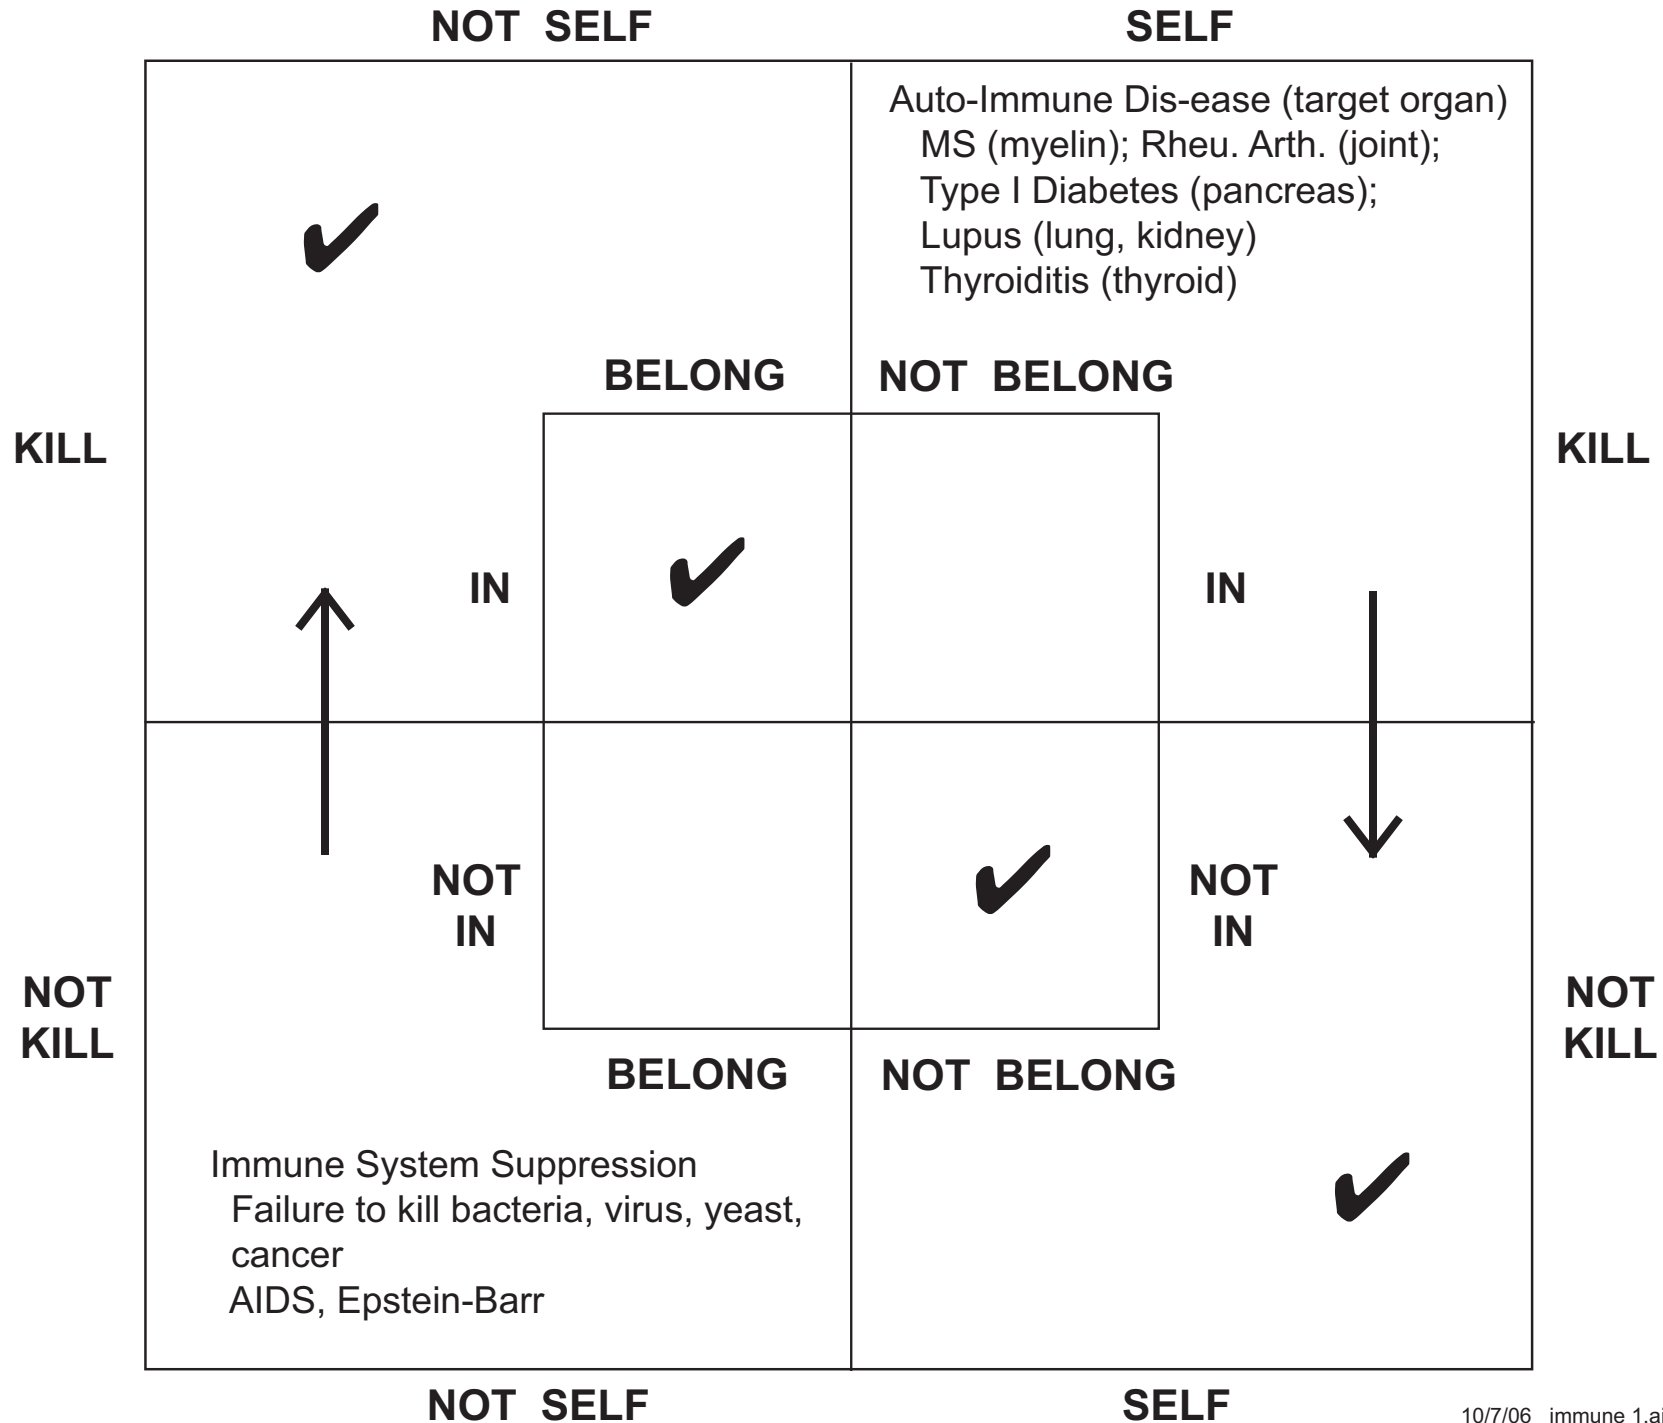 NOT SELF
SELF
Auto-Immune Dis-ease (target organ)
MS (myelin); Rheu. Arth. (joint);
Type I Diabetes (pancreas);
Lupus (lung, kidney)
Thyroiditis (thyroid)
BELONG
NOT BELONG
KILL
KILL
IN
IN
NOT
IN
NOT
IN
NOT
KILL
NOT
KILL
BELONG
NOT BELONG
Immune System Suppression
Failure to kill bacteria, virus, yeast,
cancer
AIDS, Epstein-Barr
NOT SELF
SELF
10/7/06 immune 1.ai